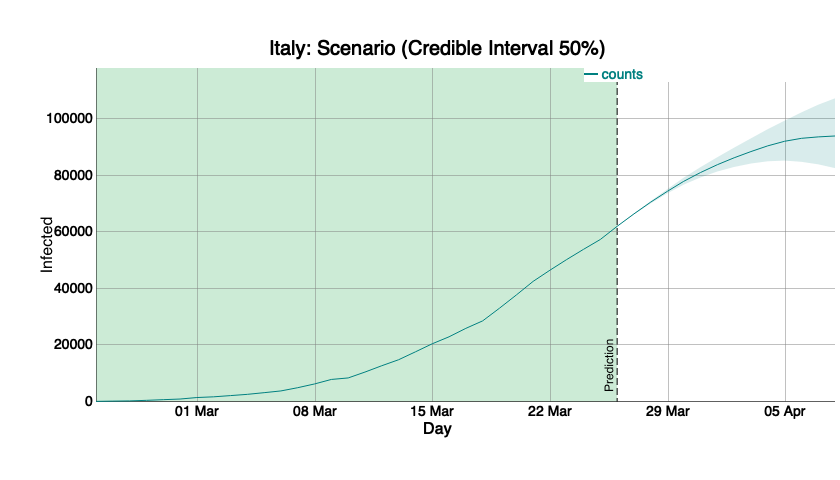 Italy: Scenario (Credible Interval 50%)
counts
100000
80000
60000
40000
20000
0
Infected
Prediction
01 Mar
08 Mar
15 Mar
22 Mar
29 Mar
05 Apr
Day